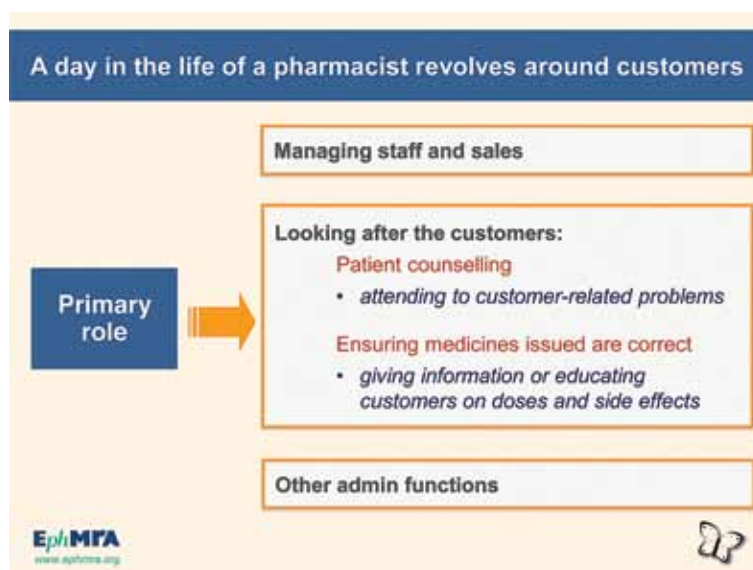 A day in the life of a pharmacist revolves around customers
Managing staff and sales
Looking after the customers:
Patient counselling
• attending to customer-related problems
Primary
role
Ensuring medicines issued are correct
• giving information or educating
customers on doses and side effects
Other admin functions
EphMRA
www.ephmra.org